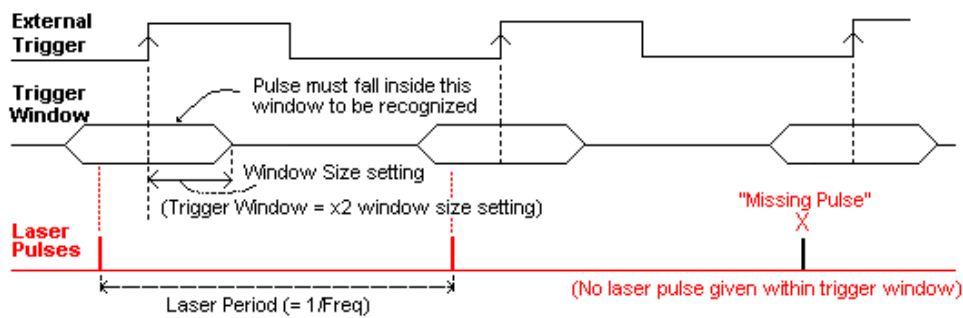 External
Trigger
Trigger
Window
Pulse must fall inside this
window to be recognized
Window Size setting
(Trigger Window = x2 window size setting)
"Missing Pulse"
X
Laser
Pulses
Laser Period (= 1/Freq)
(No laser pulse given within trigger window)